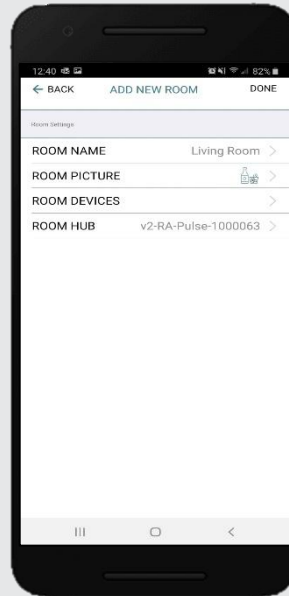 12:40 82%
← BACK ADD NEW ROOM DONE
Room Settings
ROOM NAME Living Room >
ROOM PICTURE >
ROOM DEVICES >
ROOM HUB v2-RA-Pulse-1000063 >